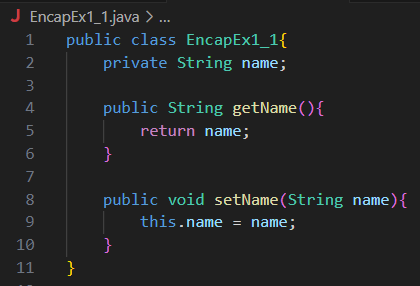 J EncapEx1_1.java > ...
1 public class EncapEx1_1{
2     private String name;
3
4     public String getName(){
5         return name;
6     }
7
8     public void setName(String name){
9         this.name = name;
10     }
11 }